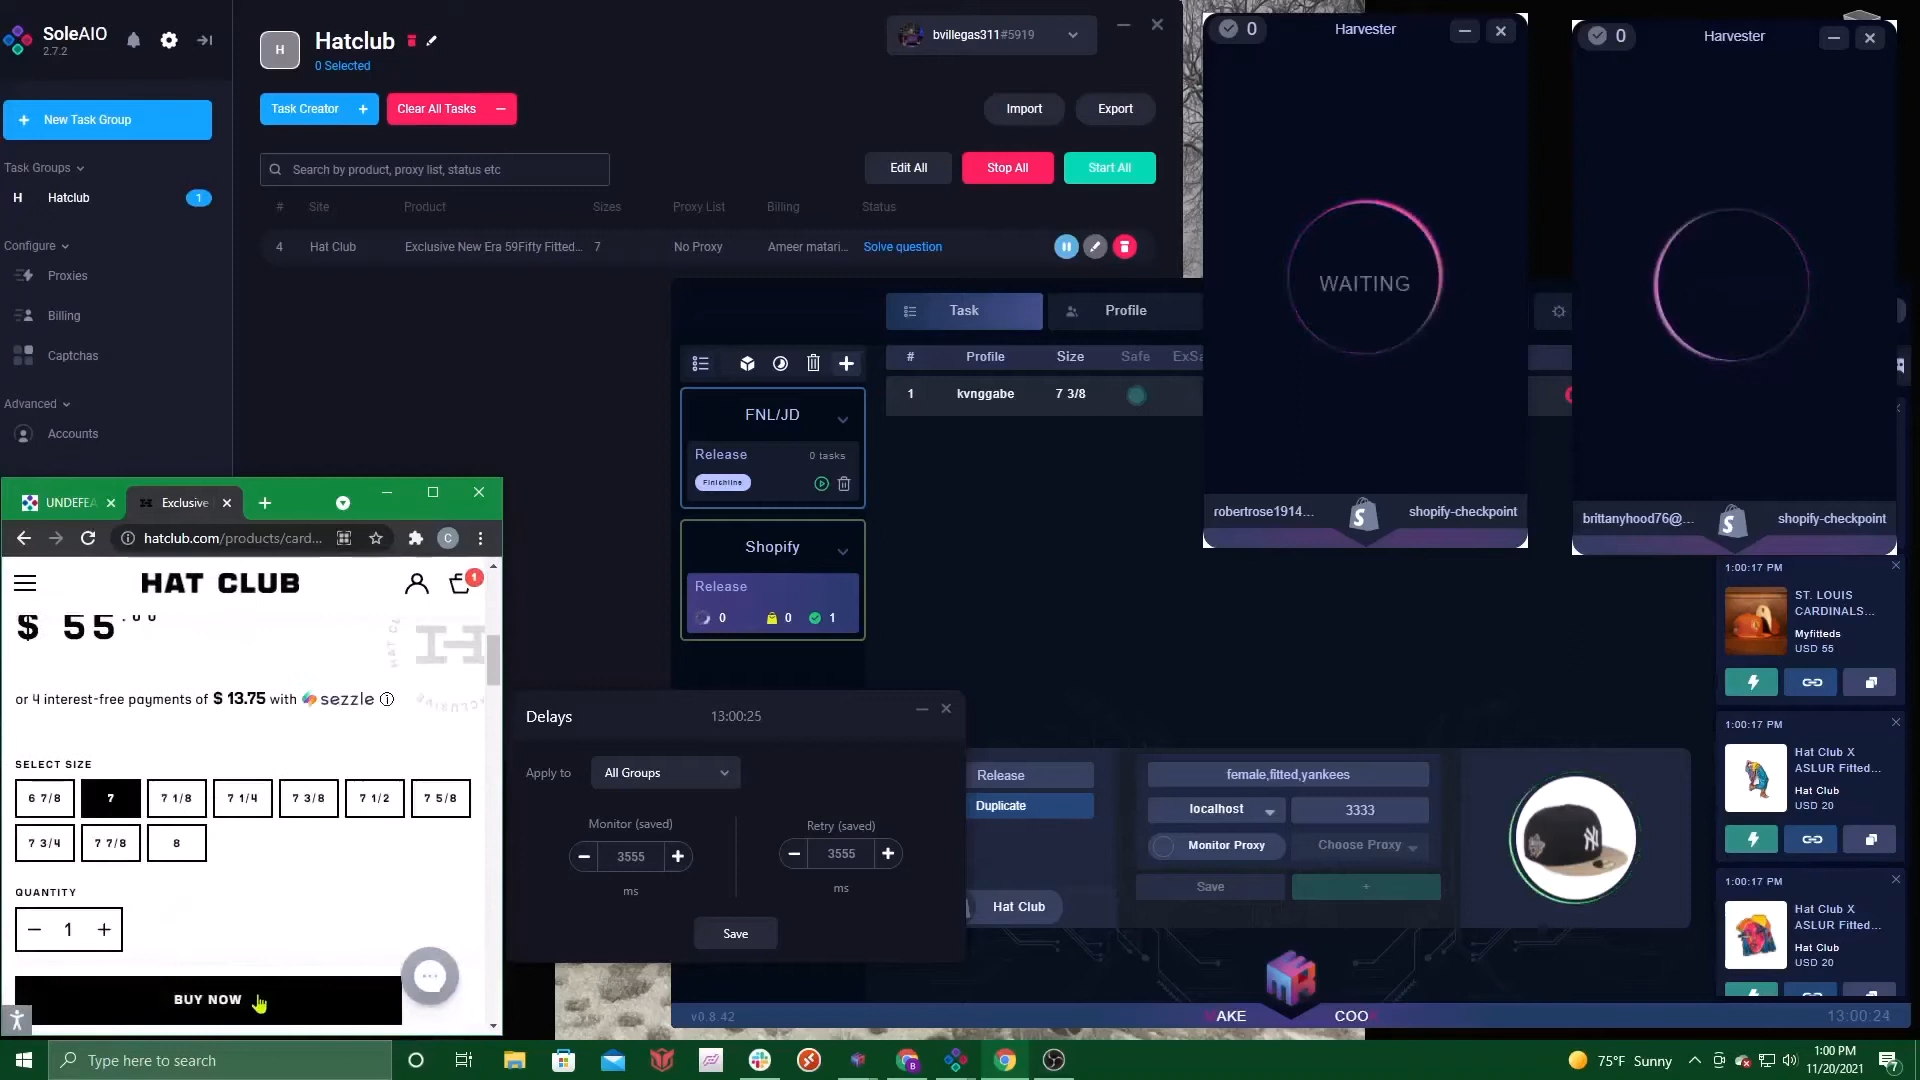 SoleAIO
2.7.2
New Task Group
Task Groups
H Hatclub 1
Configure
Proxies
Billing
Captchas
Advanced
Accounts
H
Hatclub
0 Selected
bvillegas311#5919
Task Creator +
Clear All Tasks −
Import
Export
Search by product, proxy list, status etc
Edit All
Stop All
Start All
# Site Product Sizes Proxy List Billing Status
4 Hat Club Exclusive New Era 59Fifty Fitted... 7 No Proxy Ameer matari... Solve question
Task
Profile
# Profile Size Safe
1 kvnggabe 7 3/8
FNL/JD
Release 0 tasks
Finishline
Shopify
Release
0 0 1
0 Harvester
WAITING
robertrose1914... shopify-checkpoint
0 Harvester
brittanyhood76@... shopify-checkpoint
UNDEFEA
Exclusive
hatclub.com/products/card...
C
HAT CLUB
1
$ 55.00
or 4 interest-free payments of $ 13.75 with sezzle
SELECT SIZE
6 7/8 7 7 1/8 7 1/4 7 3/8 7 1/2 7 5/8
7 3/4 7 7/8 8
QUANTITY
− 1 +
BUY NOW
Delays 13:00:25
Apply to All Groups
Monitor (saved)
3555
ms
Retry (saved)
3555
ms
Save
Release
Duplicate
Hat Club
female,fitted,yankees
localhost 3333
Monitor Proxy Choose Proxy
Save +
1:00:17 PM
ST. LOUIS
CARDINALS...
Myfitteds
USD 55
1:00:17 PM
Hat Club X
ASLUR Fitted...
Hat Club
USD 20
1:00:17 PM
Hat Club X
ASLUR Fitted...
Hat Club
USD 20
v0.8.42
AKE
COO
13:00:24
Type here to search
75°F Sunny
1:00 PM
11/20/2021
7